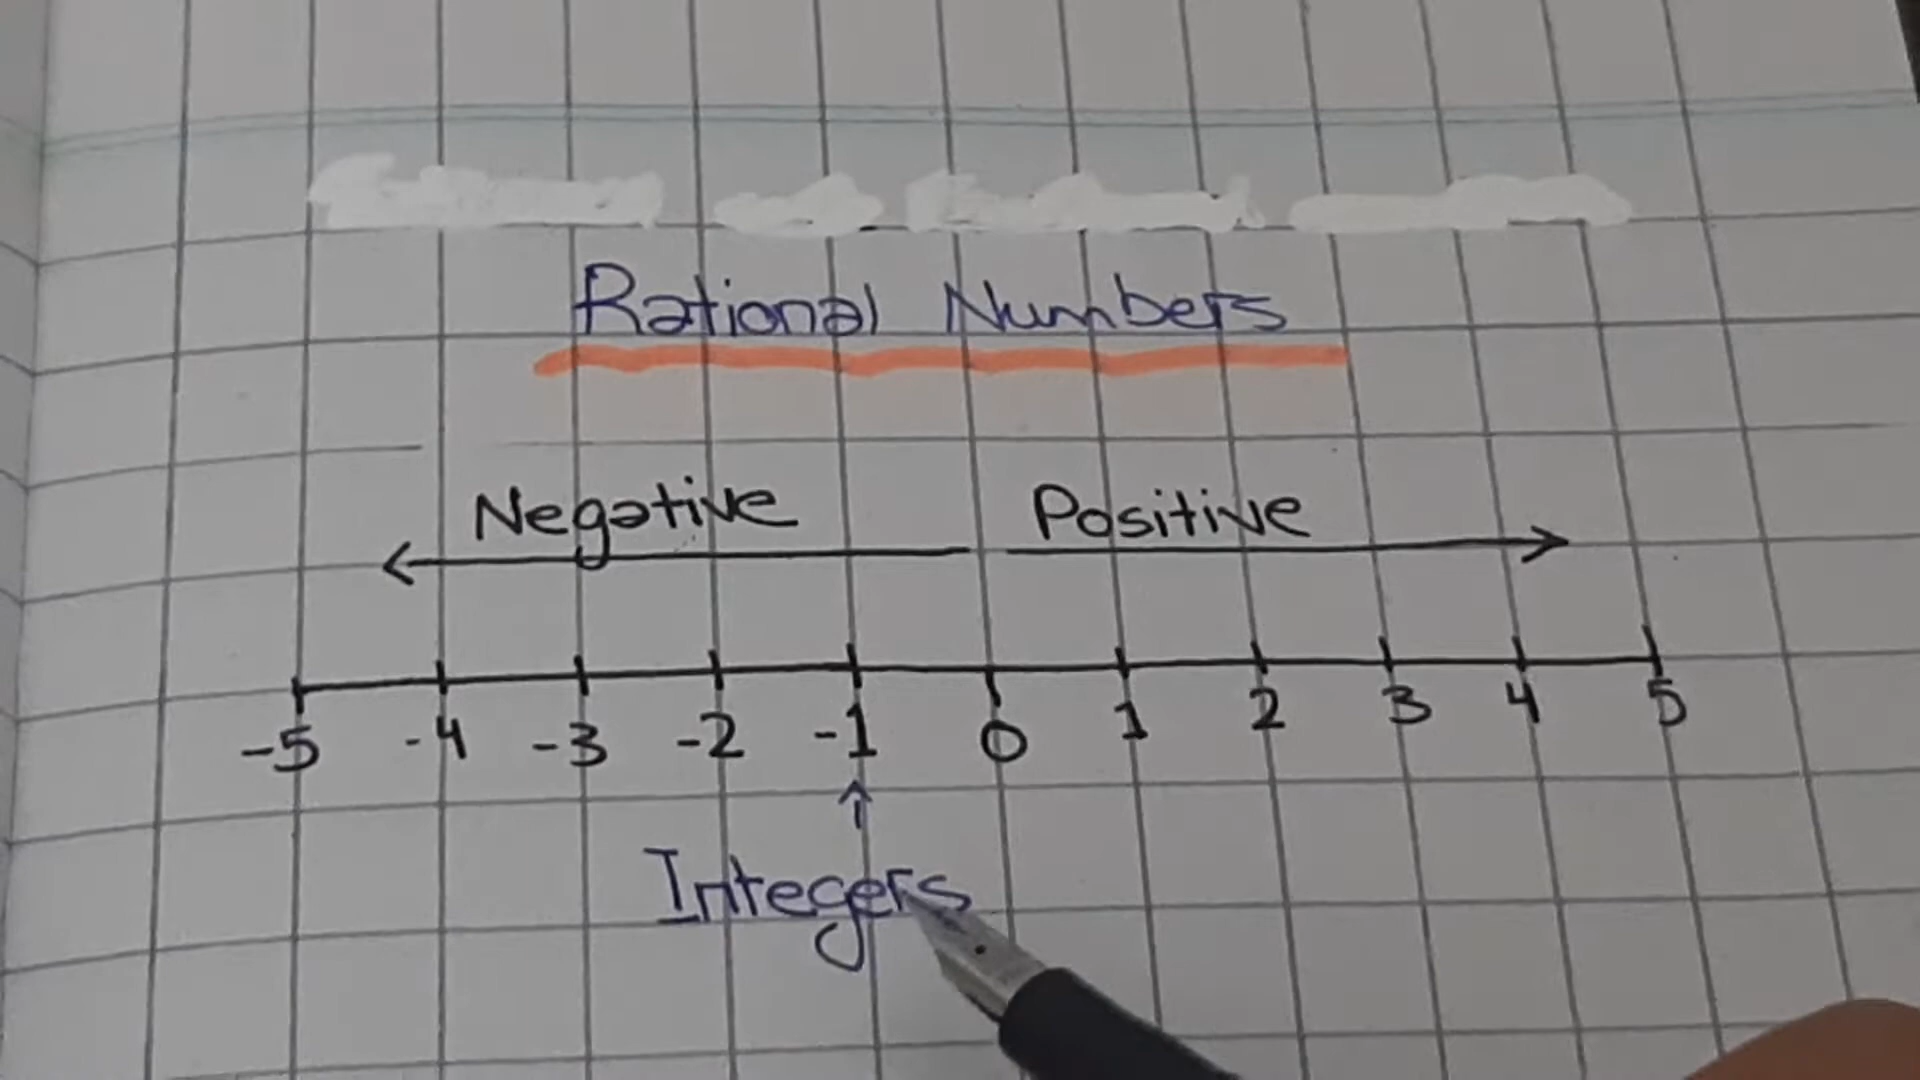 Rational Numbers
Negative Positive
-5 -4 -3 -2 -1 0 1 2 3 4 5
Integers